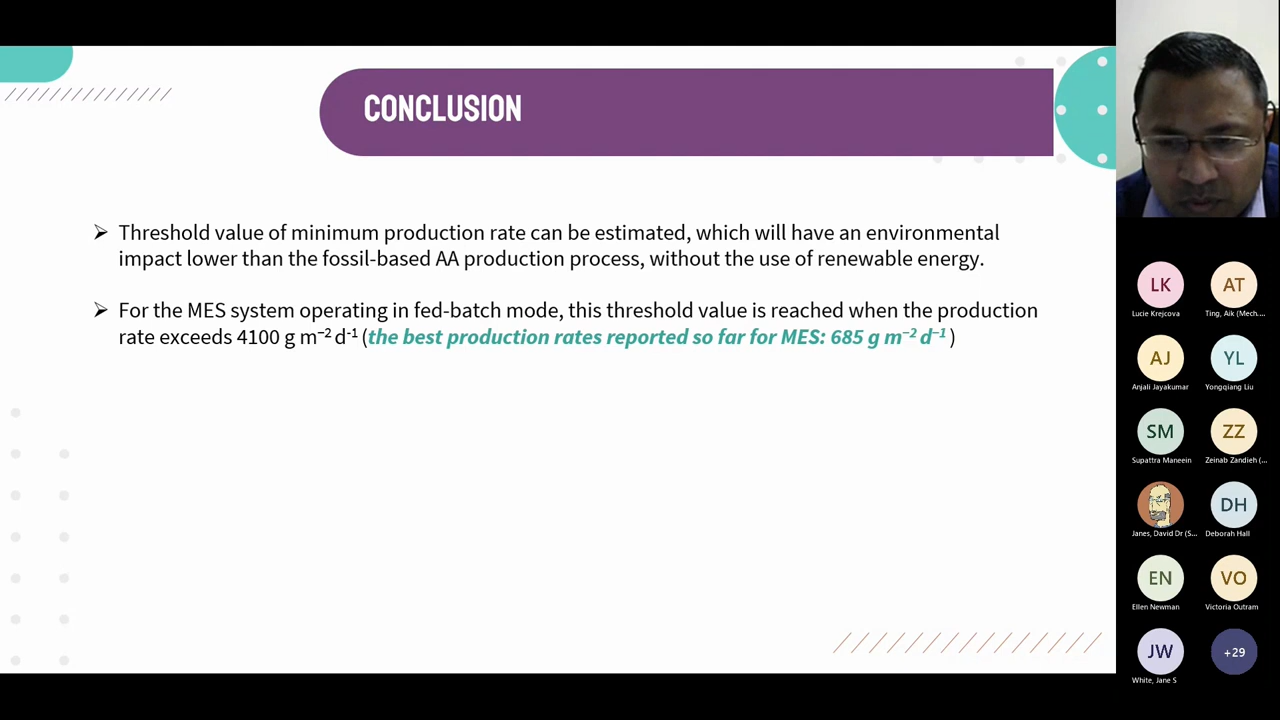 CONCLUSION
➢ Threshold value of minimum production rate can be estimated, which will have an environmental
impact lower than the fossil-based AA production process, without the use of renewable energy.
➢ For the MES system operating in fed-batch mode, this threshold value is reached when the production
rate exceeds 4100 g m⁻² d⁻¹ (the best production rates reported so far for MES: 685 g m⁻² d⁻¹ )
LK
AT
Lucie Krejcova
Ting, Aik (Mech....
AJ
YL
Anjali Jayakumar
Yongqiang Liu
SM
ZZ
Supattra Maneein
Zeinab Zandieh (...
DH
Janes, David Dr (S...
Deborah Hall
EN
VO
Ellen Newman
Victoria Outram
JW
+29
White, Jane S